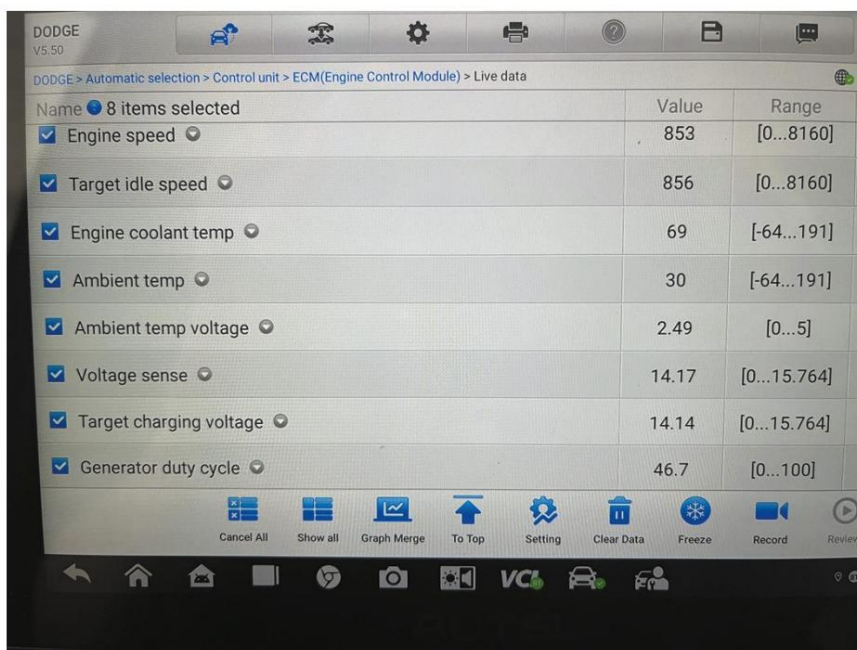 DODGE
V5.50
DODGE > Automatic selection > Control unit > ECM(Engine Control Module) > Live data
Name 8 items selected Value Range
Engine speed 853 [0...8160]
Target idle speed 856 [0...8160]
Engine coolant temp 69 [-64...191]
Ambient temp 30 [-64...191]
Ambient temp voltage 2.49 [0...5]
Voltage sense 14.17 [0...15.764]
Target charging voltage 14.14 [0...15.764]
Generator duty cycle 46.7 [0...100]
Cancel All Show all Graph Merge To Top Setting Clear Data Freeze Record Review
VCI